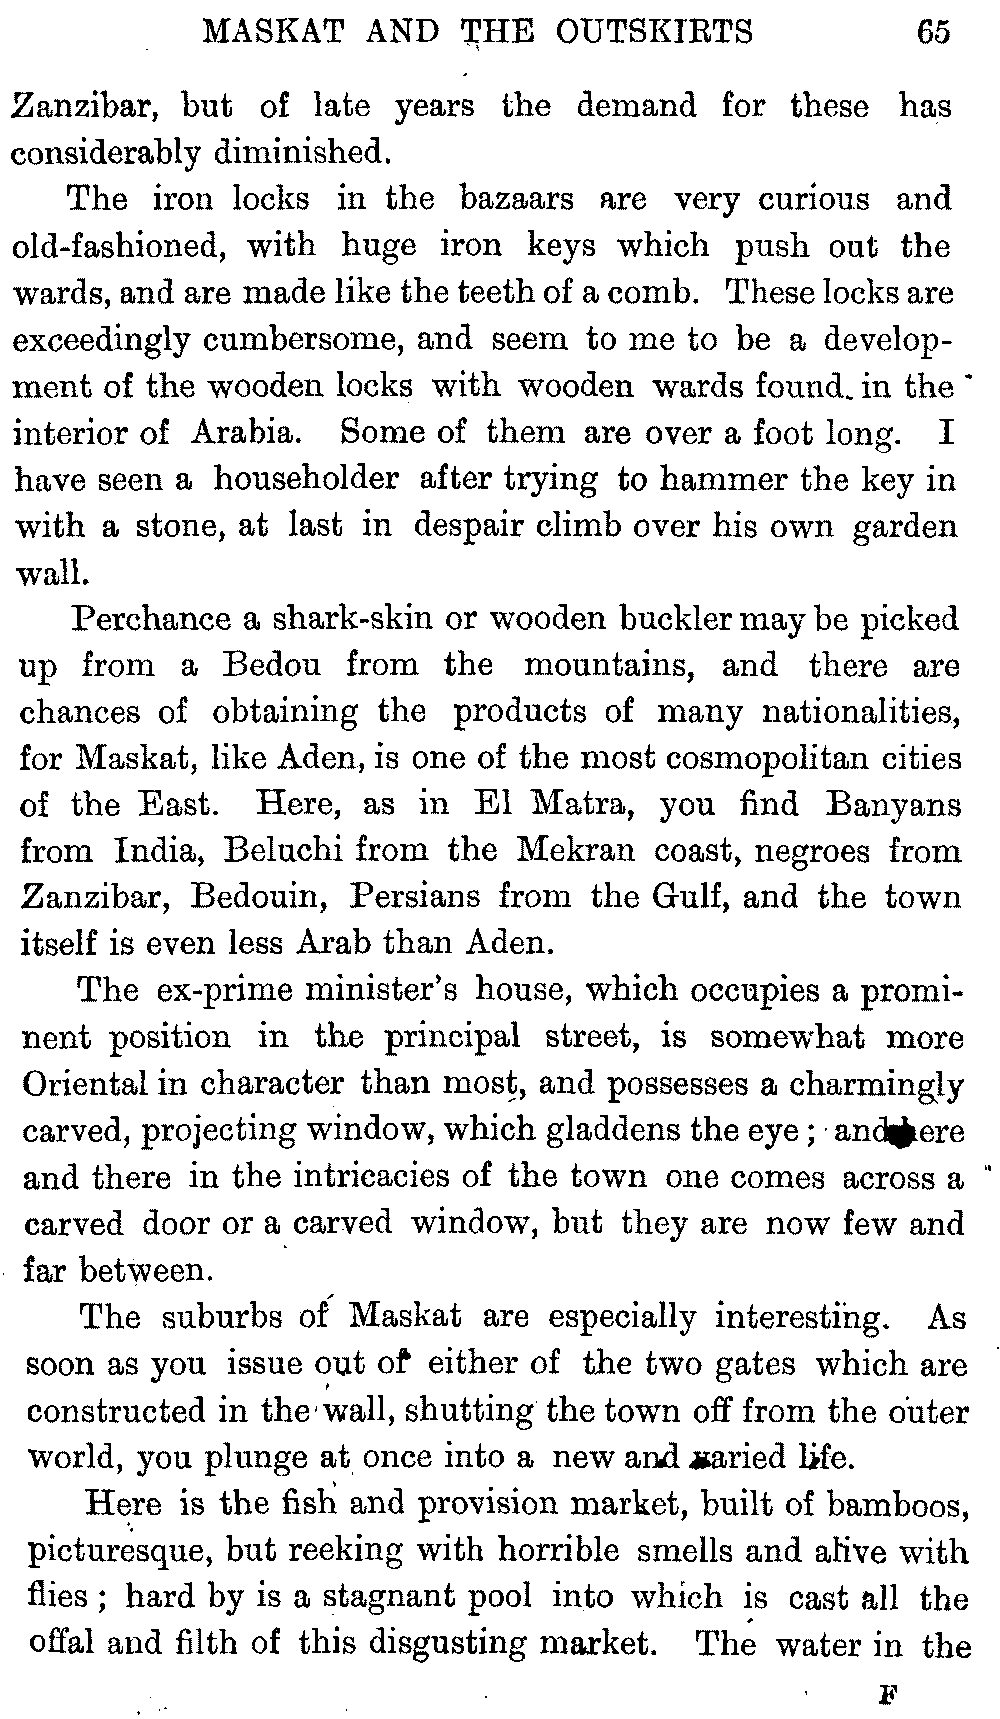 MASKAT AND THE OUTSKIRTS 65
Zanzibar, but of late years the demand for these has
considerably diminished.
The iron locks in the bazaars are very curious and
old-fashioned, with huge iron keys which push out the
wards, and are made like the teeth of a comb. These locks are
exceedingly cumbersome, and seem to me to be a develop-
ment of the wooden locks with wooden wards found in the
interior of Arabia. Some of them are over a foot long. I
have seen a householder after trying to hammer the key in
with a stone, at last in despair climb over his own garden
wall.
Perchance a shark-skin or wooden buckler may be picked
up from a Bedou from the mountains, and there are
chances of obtaining the products of many nationalities,
for Maskat, like Aden, is one of the most cosmopolitan cities
of the East. Here, as in El Matra, you find Banyans
from India, Beluchi from the Mekran coast, negroes from
Zanzibar, Bedouin, Persians from the Gulf, and the town
itself is even less Arab than Aden.
The ex-prime minister's house, which occupies a promi-
nent position in the principal street, is somewhat more
Oriental in character than most, and possesses a charmingly
carved, projecting window, which gladdens the eye; and here
and there in the intricacies of the town one comes across a
carved door or a carved window, but they are now few and
far between.
The suburbs of Maskat are especially interesting. As
soon as you issue out of either of the two gates which are
constructed in the wall, shutting the town off from the outer
world, you plunge at once into a new and varied life.
Here is the fish and provision market, built of bamboos,
picturesque, but reeking with horrible smells and alive with
flies; hard by is a stagnant pool into which is cast all the
offal and filth of this disgusting market. The water in the
F